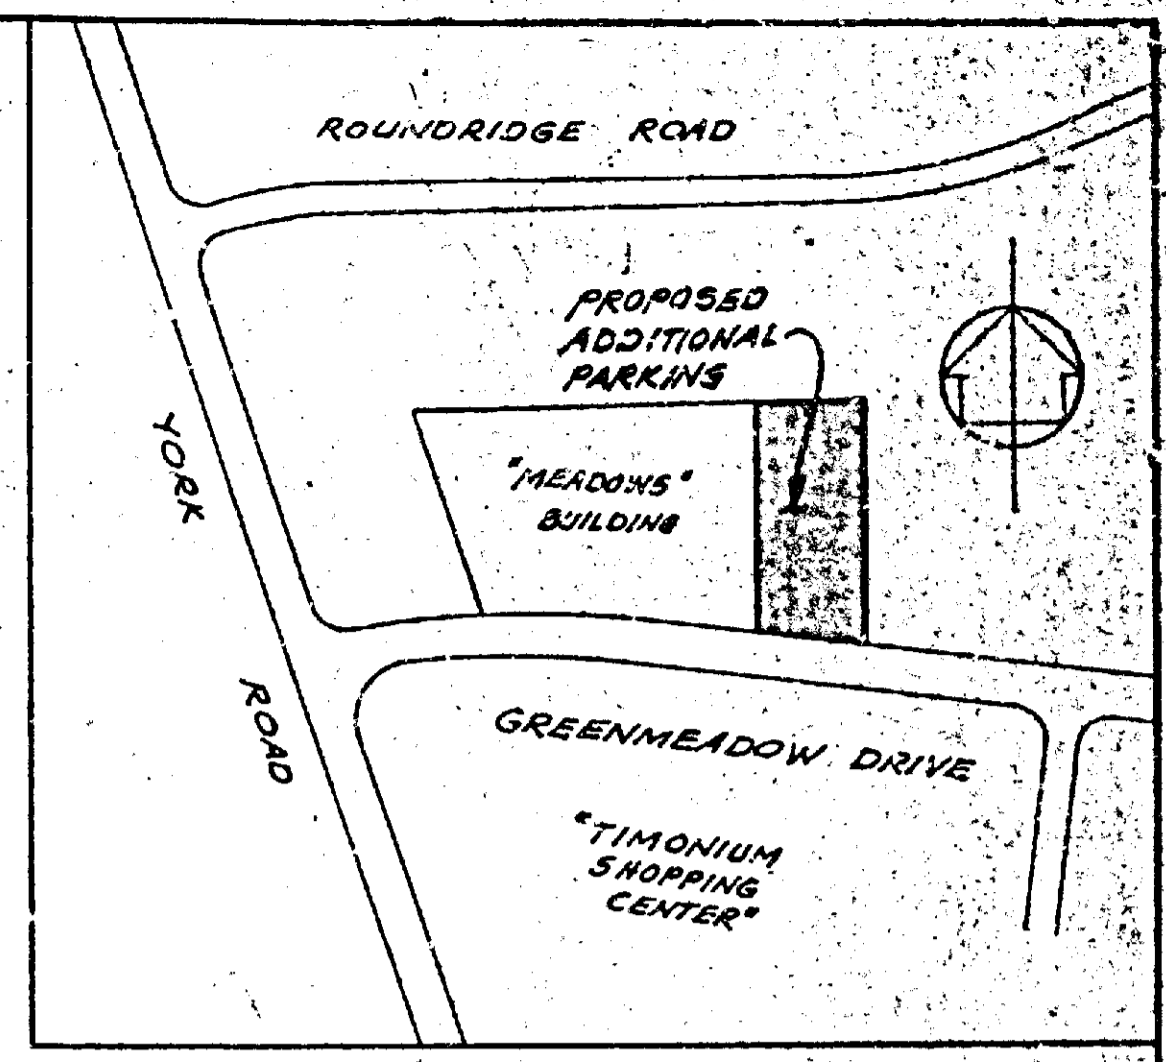 ROUNDRIDGE ROAD
PROPOSED
ADDITIONAL
PARKING
YORK
ROAD
"MEADOWS"
BUILDING
GREENMEADOW DRIVE
"TIMONIUM
SHOPPING
CENTER"